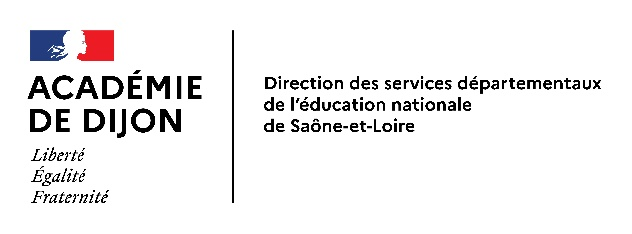 ACADÉMIE
DE DIJON
Liberté
Égalité
Fraternité
Direction des services départementaux
de l'éducation nationale
de Saône-et-Loire